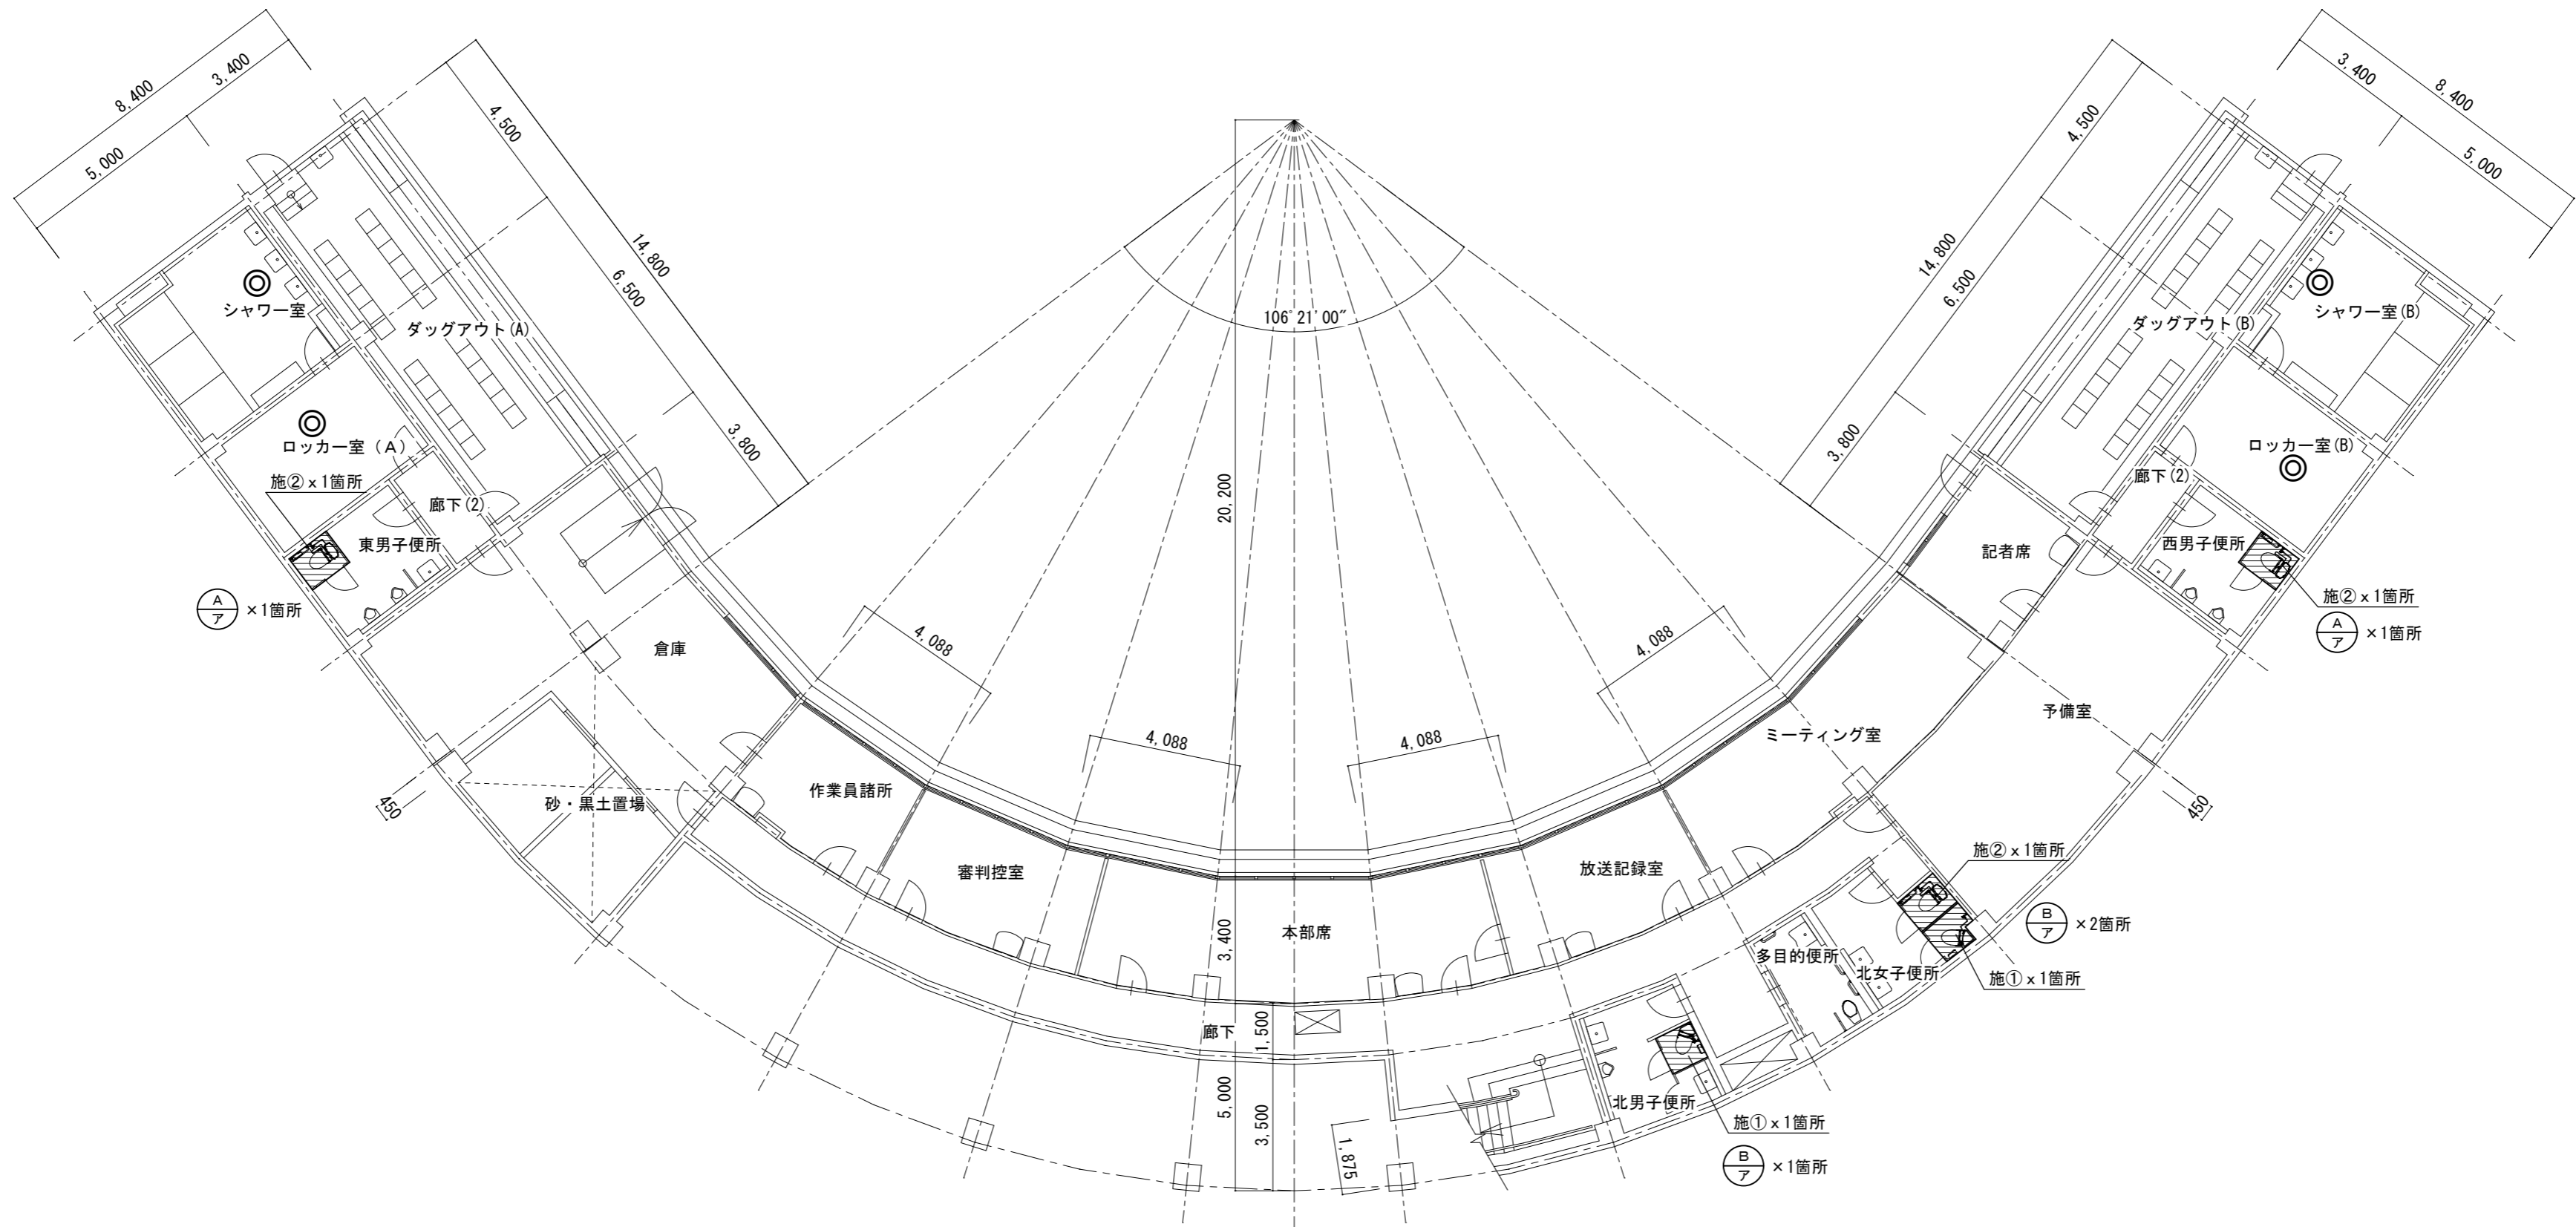 8,400
3,400
5,000
4,500
14,800
6,500
3,800
シャワー室
ダッグアウト(A)
ロッカー室（A）
施②x1箇所
廊下(2)
東男子便所
A
ア
×1箇所
倉庫
砂・黒土置場
450
106°21'00"
20,200
4,088
4,088
4,088
4,088
作業員諸所
審判控室
本部席
放送記録室
ミーティング室
3,400
廊下
1,500
5,000
3,500
1,875
8,400
3,400
5,000
4,500
14,800
6,500
3,800
シャワー室(B)
ダッグアウト(B)
ロッカー室(B)
廊下(2)
西男子便所
記者席
施②x1箇所
A
ア
×1箇所
予備室
450
施②x1箇所
B
ア
×2箇所
多目的便所
北女子便所
施①x1箇所
北男子便所
施①x1箇所
B
ア
×1箇所